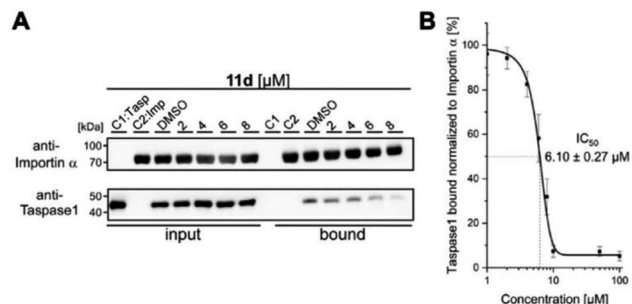 A
11d [µM]
C1:Tasp C2:Imp DMSO 2 4 6 8 C1 C2 DMSO 2 4 6 8
[kDa]
anti-Importin α
100
70
anti-Taspase1
50
40
input bound
B
Taspase1 bound normalized to Importin α [%]
100
80
60
40
20
0
IC50
6.10 ± 0.27 µM
1 10 100
Concentration [µM]